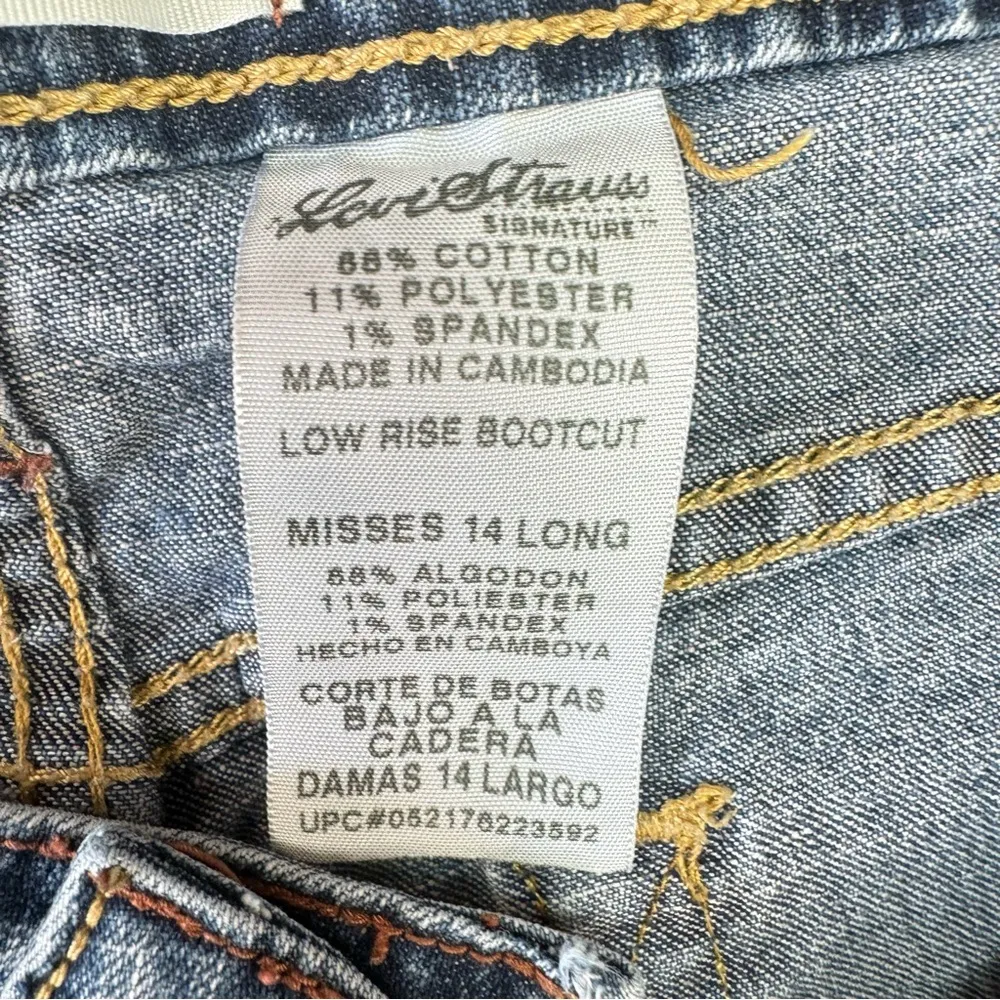 Levi Strauss
SIGNATURE™
88% COTTON
11% POLYESTER
1% SPANDEX
MADE IN CAMBODIA
LOW RISE BOOTCUT
MISSES 14 LONG
88% ALGODON
11% POLIESTER
1% SPANDEX
HECHO EN CAMBOYA
CORTE DE BOTAS
BAJO A LA
CADERA
DAMAS 14 LARGO
UPC#052176223592